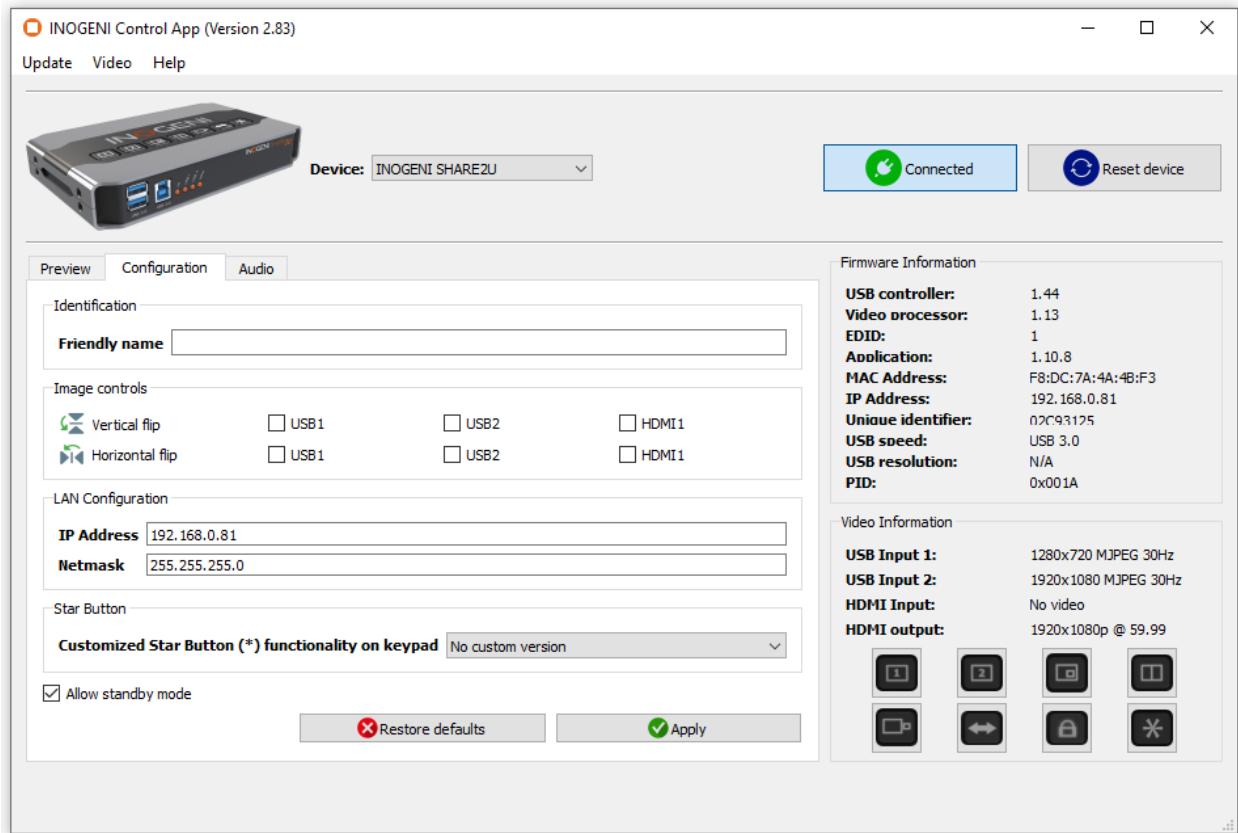 INOGENI Control App (Version 2.83)
Update Video Help
INOGENI
Device: INOGENI SHARE2U
Connected
Reset device
Preview Configuration Audio
Identification
Friendly name
Image controls
Vertical flip USB1 USB2 HDMI1
Horizontal flip USB1 USB2 HDMI1
LAN Configuration
IP Address 192.168.0.81
Netmask 255.255.255.0
Star Button
Customized Star Button (*) functionality on keypad No custom version
Allow standby mode
Restore defaults Apply
Firmware Information
USB controller: 1.44
Video processor: 1.13
EDID: 1
Application: 1.10.8
MAC Address: F8:DC:7A:4A:4B:F3
IP Address: 192.168.0.81
Unique identifier: 02C93125
USB speed: USB 3.0
USB resolution: N/A
PID: 0x001A
Video Information
USB Input 1: 1280x720 MJPEG 30Hz
USB Input 2: 1920x1080 MJPEG 30Hz
HDMI Input: No video
HDMI output: 1920x1080p @ 59.99
1 2